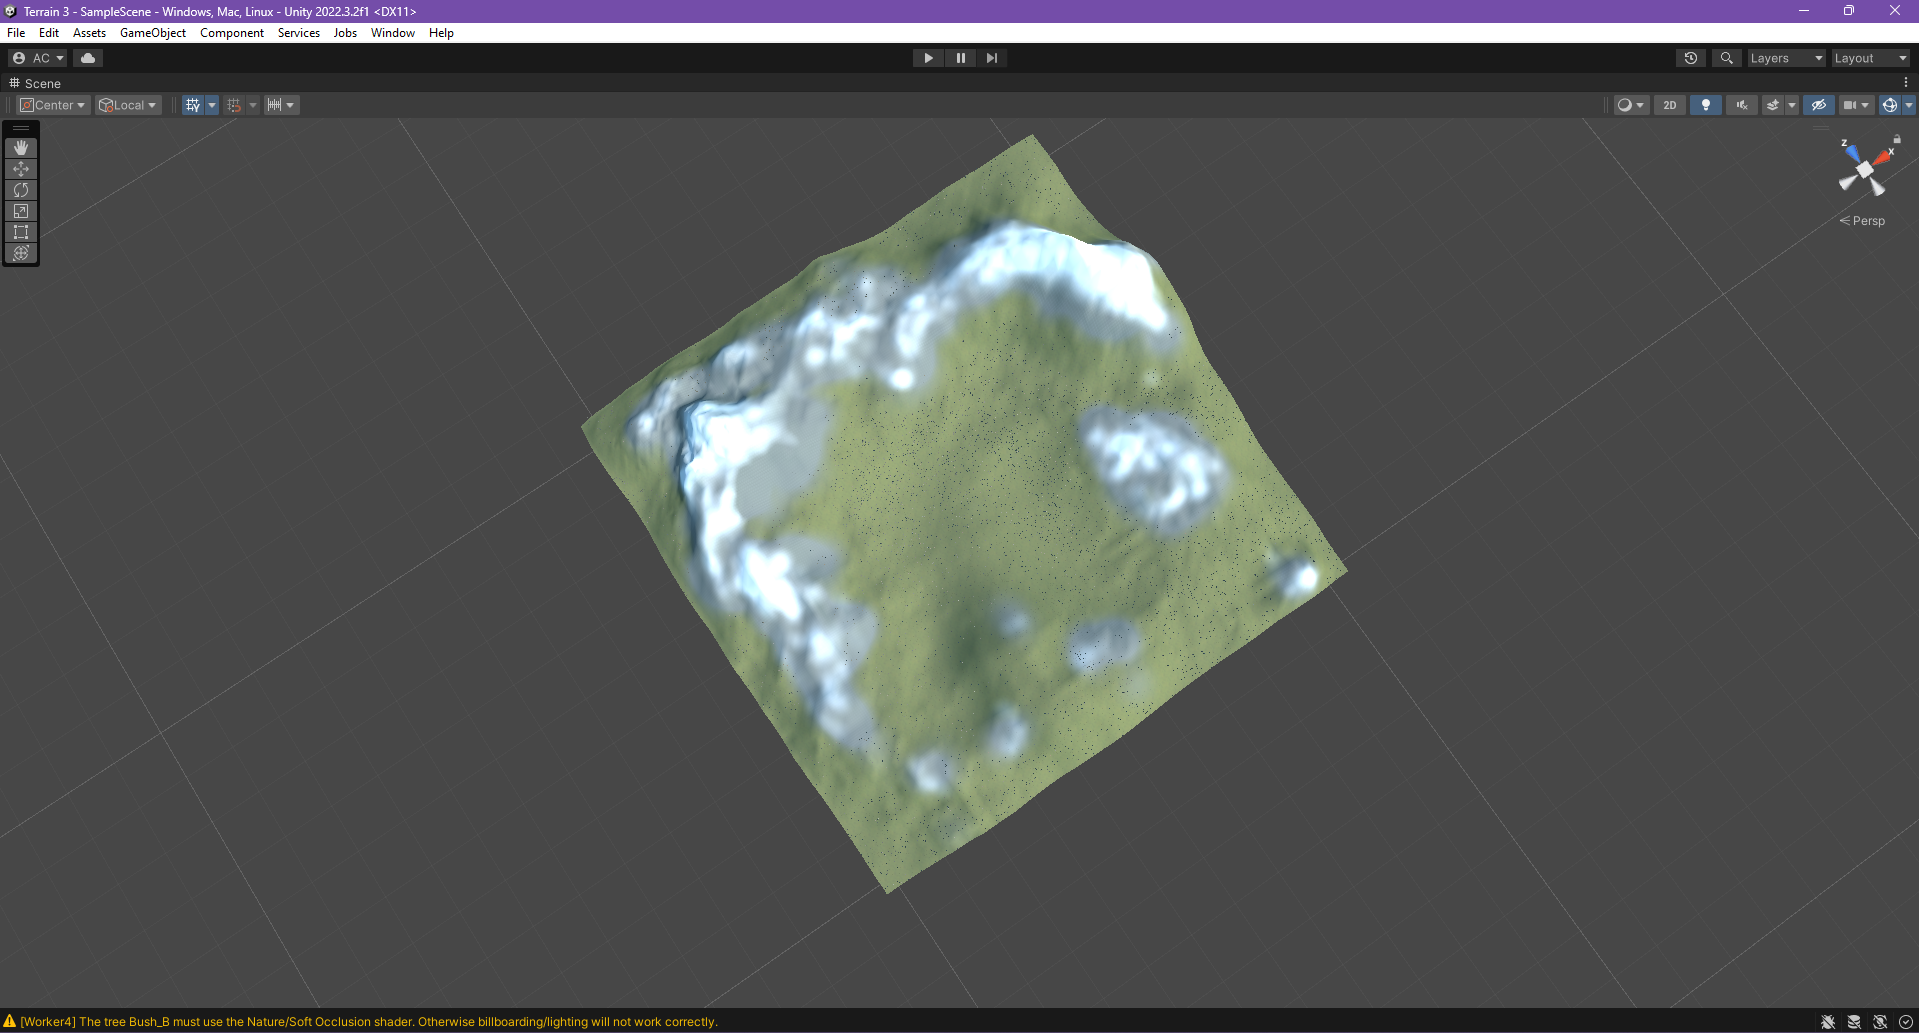 Terrain 3 - SampleScene - Windows, Mac, Linux - Unity 2022.3.2f1 <DX11>
File Edit Assets GameObject Component Services Jobs Window Help
AC Layers Layout
Scene
Center Local 2D
z
x
Persp
[Worker4] The tree Bush_B must use the Nature/Soft Occlusion shader. Otherwise billboarding/lighting will not work correctly.